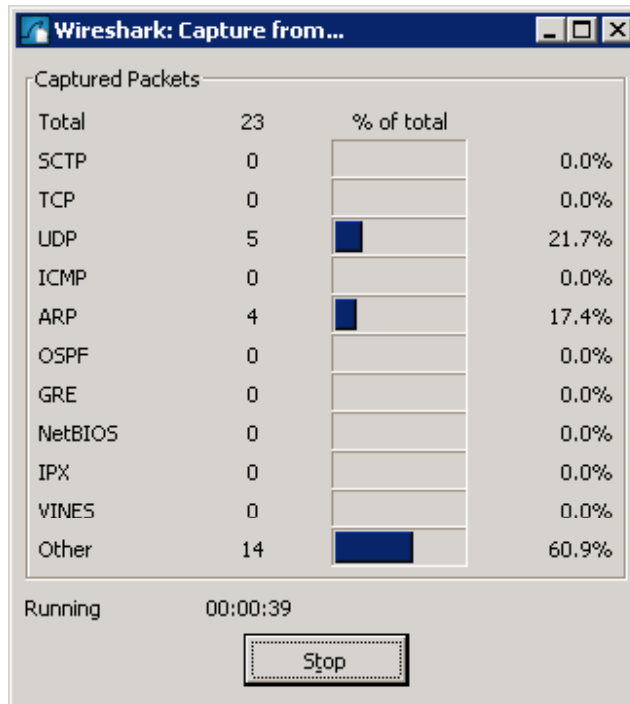 Wireshark: Capture from...
Captured Packets
Total 23 % of total
SCTP 0 0.0%
TCP 0 0.0%
UDP 5 21.7%
ICMP 0 0.0%
ARP 4 17.4%
OSPF 0 0.0%
GRE 0 0.0%
NetBIOS 0 0.0%
IPX 0 0.0%
VINES 0 0.0%
Other 14 60.9%
Running 00:00:39
Stop